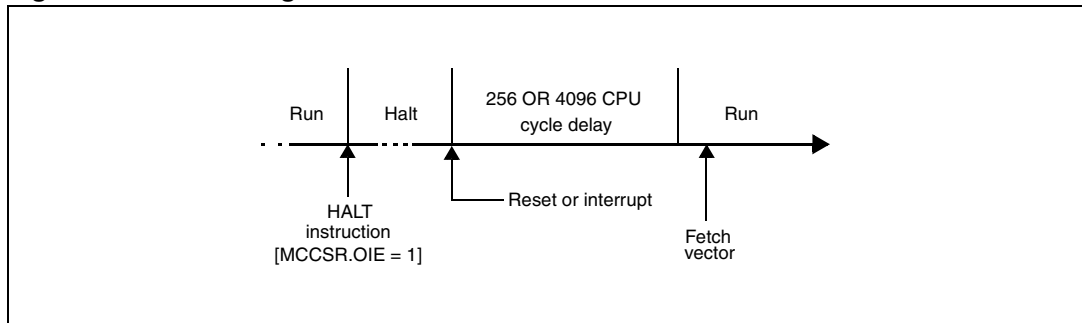 Run
Halt
256 OR 4096 CPU
cycle delay
Run
Reset or interrupt
HALT
instruction
[MCCSR.OIE = 1]
Fetch
vector